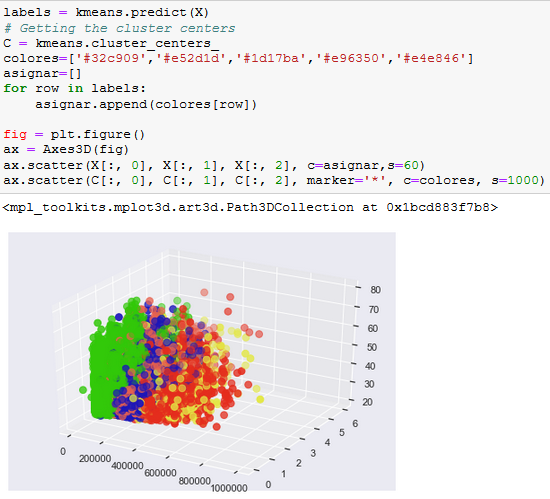 labels = kmeans.predict(X)
# Getting the cluster centers
C = kmeans.cluster_centers_
colores=['#32c909','#e52d1d','#1d17ba','#e96350','#e4e846']
asignar=[]
for row in labels:
    asignar.append(colores[row])
fig = plt.figure()
ax = Axes3D(fig)
ax.scatter(X[:, 0], X[:, 1], X[:, 2], c=asignar,s=60)
ax.scatter(C[:, 0], C[:, 1], C[:, 2], marker='*', c=colores, s=1000)
<mpl_toolkits.mplot3d.art3d.Path3DCollection at 0x1bcd883f7b8>
80
70
60
50
40
30
20
6
5
4
3
2
1
0
0
200000
400000
600000
800000
1000000